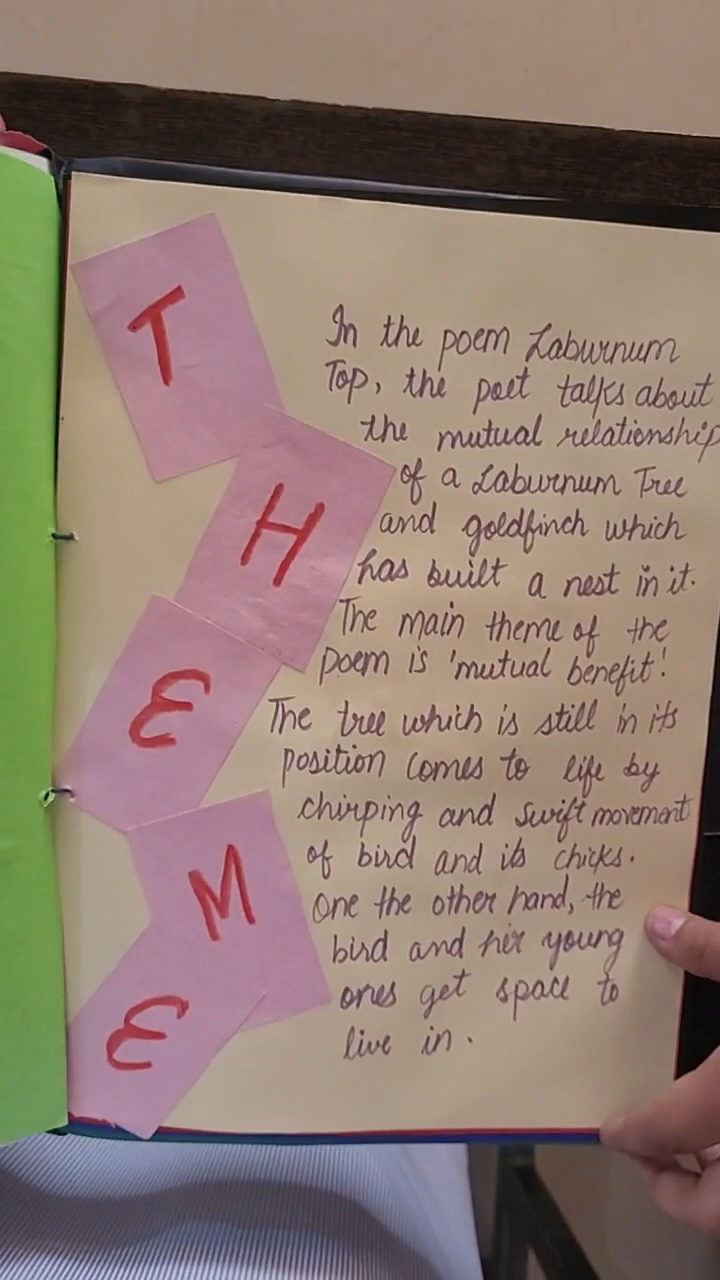 THEME
In the poem Laburnum
Top, the poet talks about
the mutual relationship
of a Laburnum Tree
and goldfinch which
has built a nest in it.
The main theme of the
poem is 'mutual benefit'.
The tree which is still in its
position comes to life by
chirping and swift movement
of bird and its chicks.
One the other hand, the
bird and her young
ones get space to
live in.